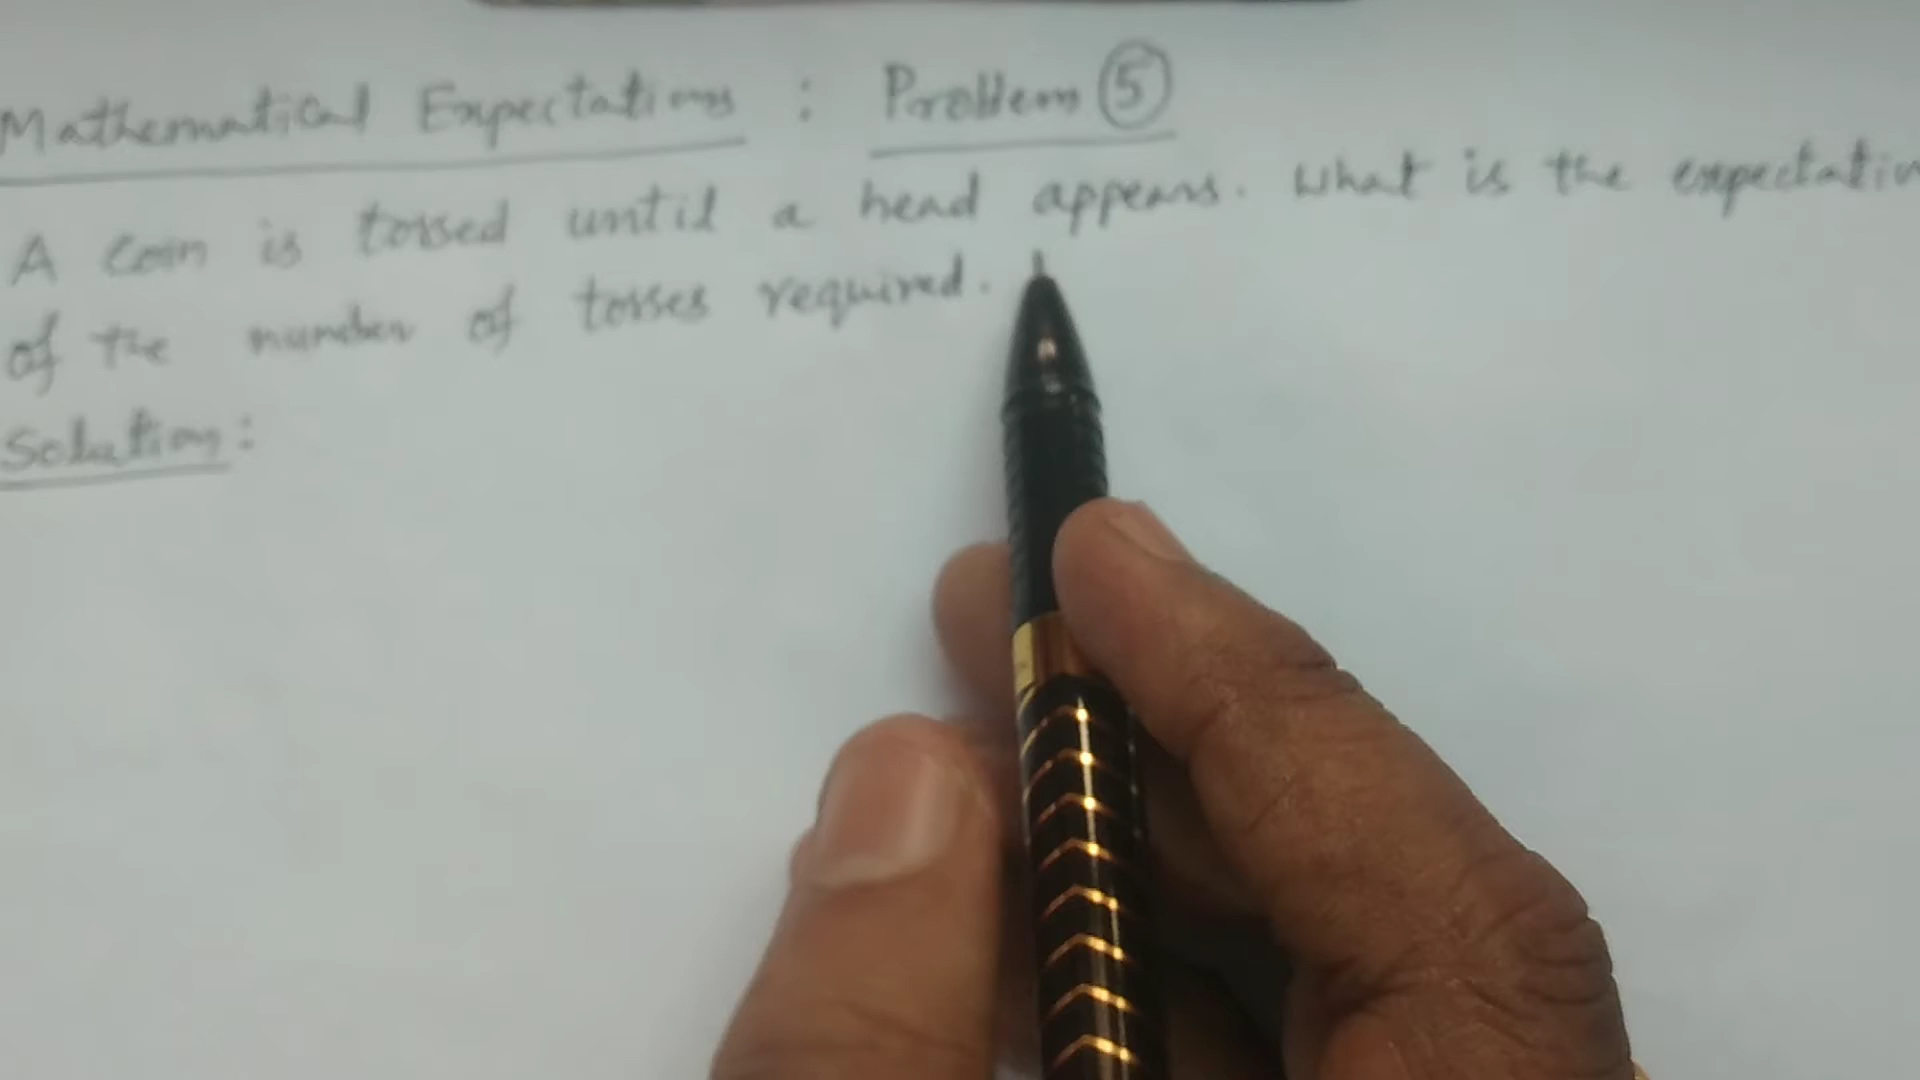 Mathematical Expectations : Problem ⑤
A coin is tossed until a head appears. What is the expectation
of the number of tosses required.
Solution: